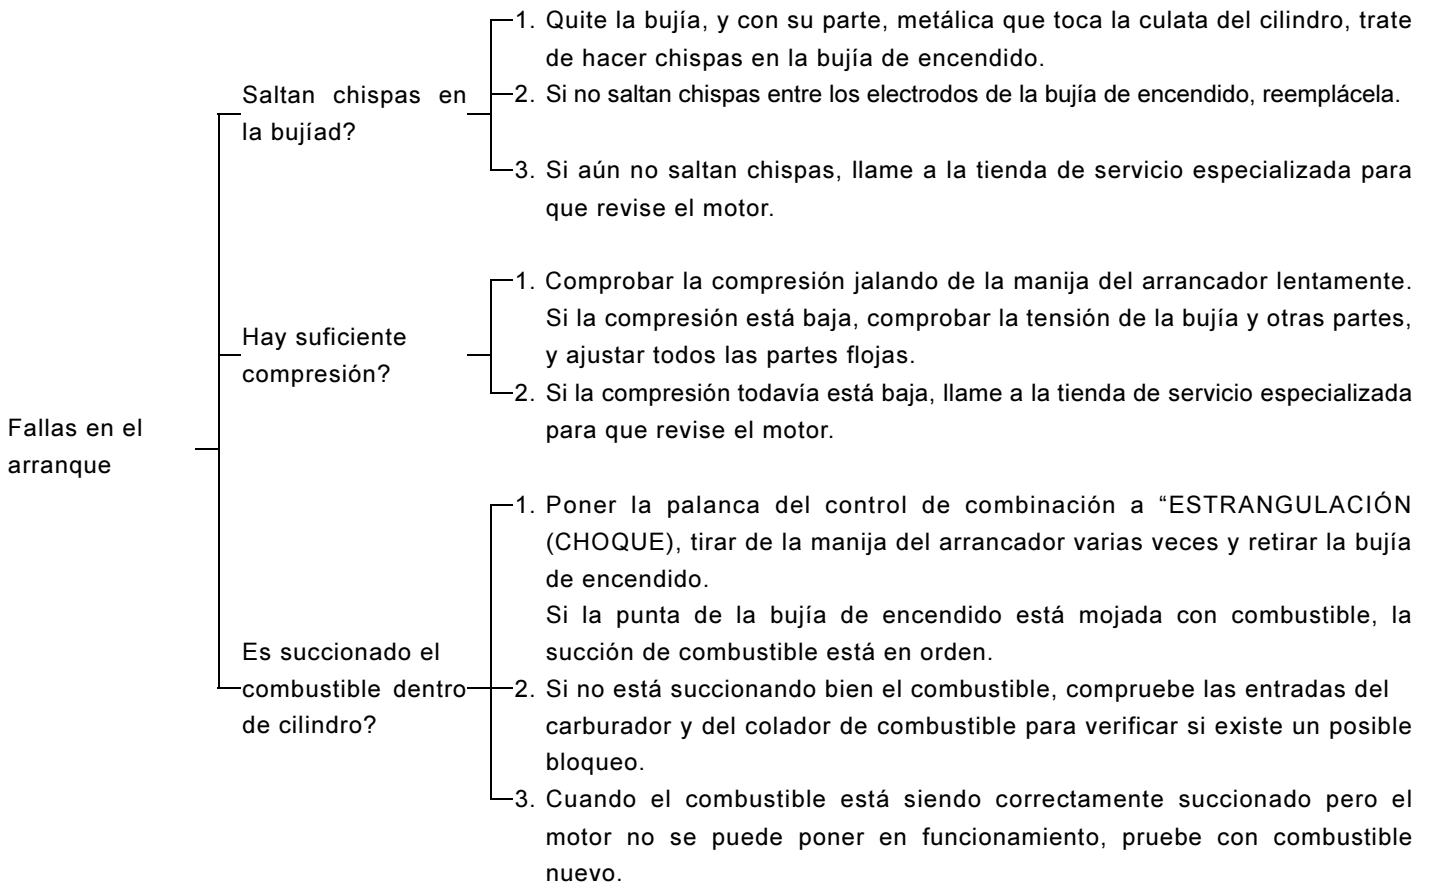 Fallas en el
arranque
Saltan chispas en
la bujíad?
1. Quite la bujía, y con su parte, metálica que toca la culata del cilindro, trate
de hacer chispas en la bujía de encendido.
2. Si no saltan chispas entre los electrodos de la bujía de encendido, reemplácela.
3. Si aún no saltan chispas, llame a la tienda de servicio especializada para
que revise el motor.
Hay suficiente
compresión?
1. Comprobar la compresión jalando de la manija del arrancador lentamente.
Si la compresión está baja, comprobar la tensión de la bujía y otras partes,
y ajustar todos las partes flojas.
2. Si la compresión todavía está baja, llame a la tienda de servicio especializada
para que revise el motor.
Es succionado el
combustible dentro
de cilindro?
1. Poner la palanca del control de combinación a “ESTRANGULACIÓN
(CHOQUE), tirar de la manija del arrancador varias veces y retirar la bujía
de encendido.
Si la punta de la bujía de encendido está mojada con combustible, la
succión de combustible está en orden.
2. Si no está succionando bien el combustible, compruebe las entradas del
carburador y del colador de combustible para verificar si existe un posible
bloqueo.
3. Cuando el combustible está siendo correctamente succionado pero el
motor no se puede poner en funcionamiento, pruebe con combustible
nuevo.